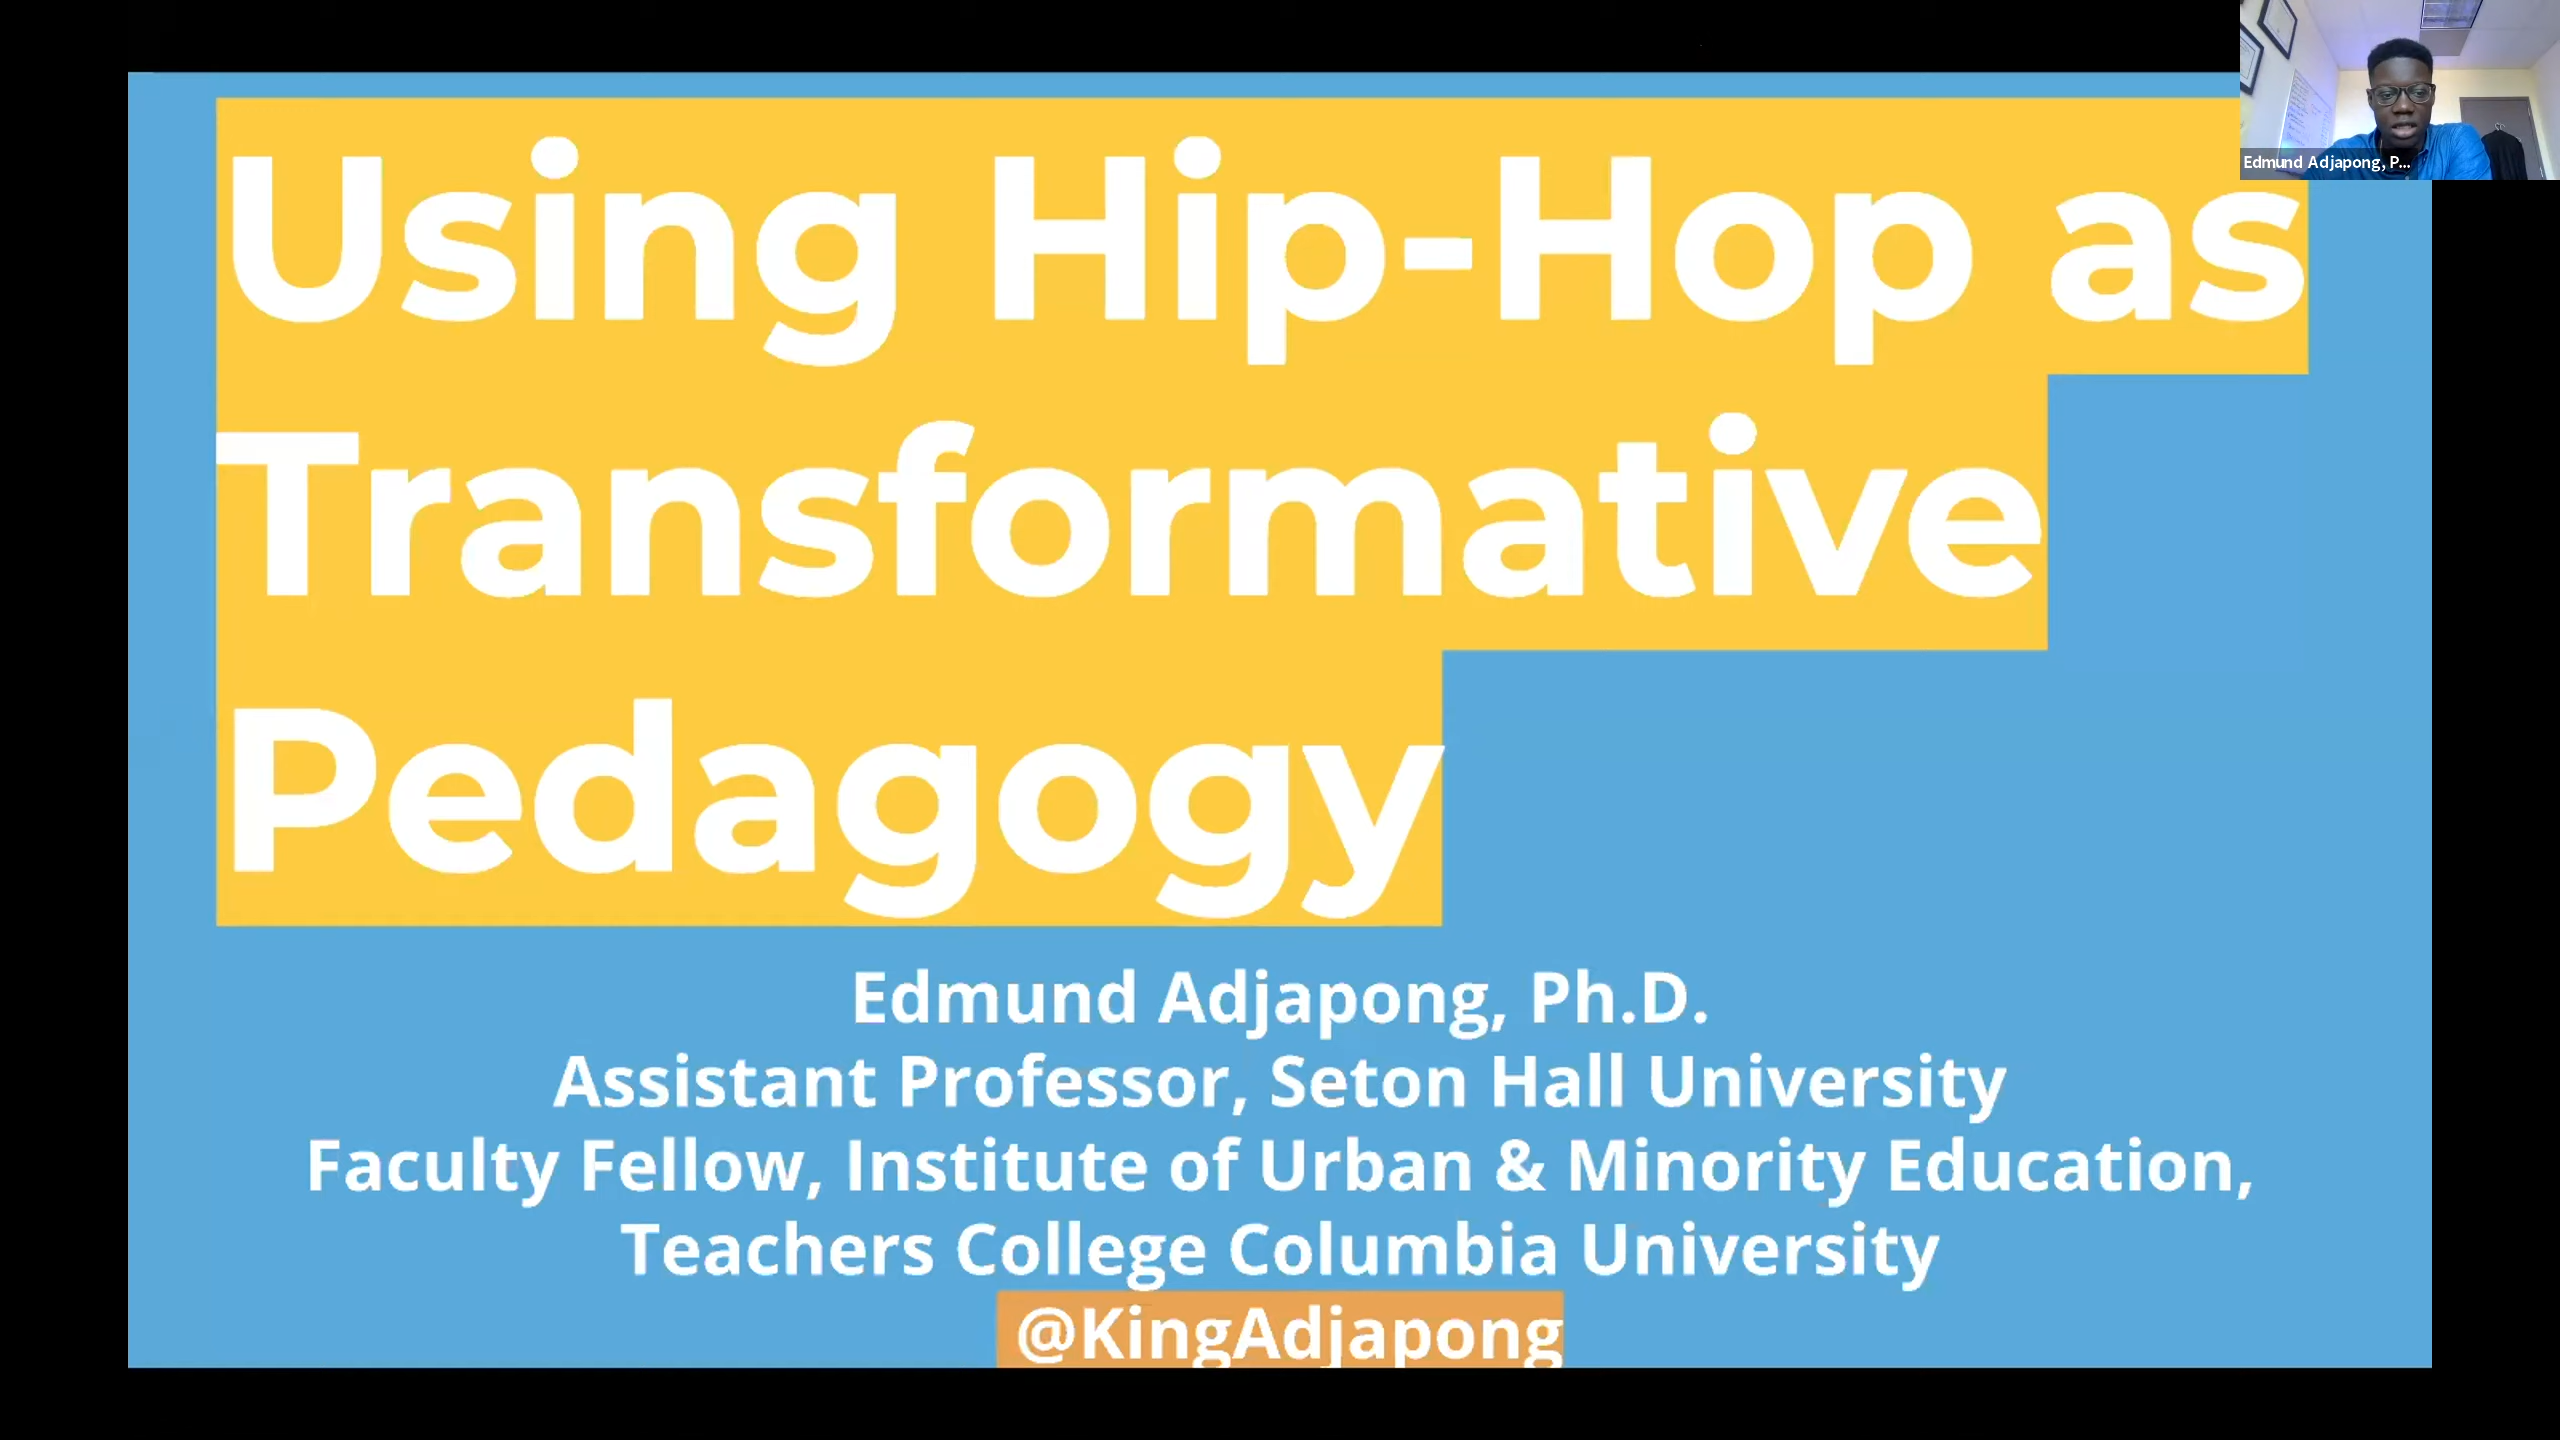 Using Hip-Hop as
Transformative
Pedagogy
Edmund Adjapong, Ph.D.
Assistant Professor, Seton Hall University
Faculty Fellow, Institute of Urban & Minority Education,
Teachers College Columbia University
@KingAdjapong
Edmund Adjapong, P...